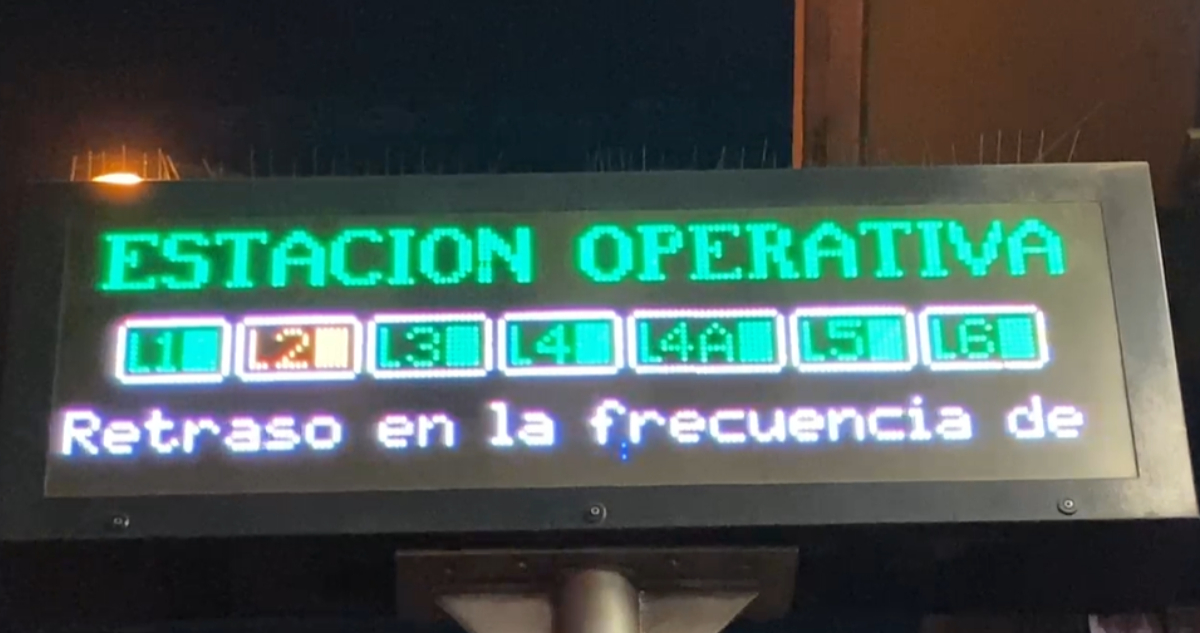 ESTACION OPERATIVA
L1 L2 L3 L4 L4A L5 L6
Retraso en la frecuencia de